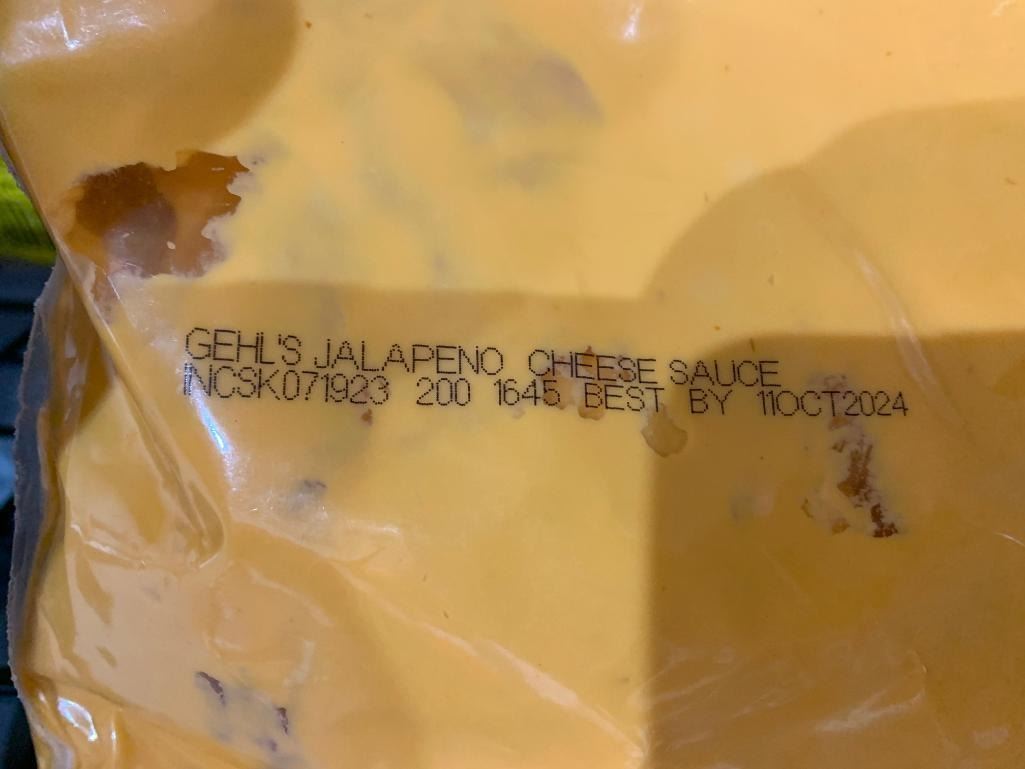 GEHL'S JALAPENO CHEESE SAUCE
INCSK071923 200 1645 BEST BY 11OCT2024